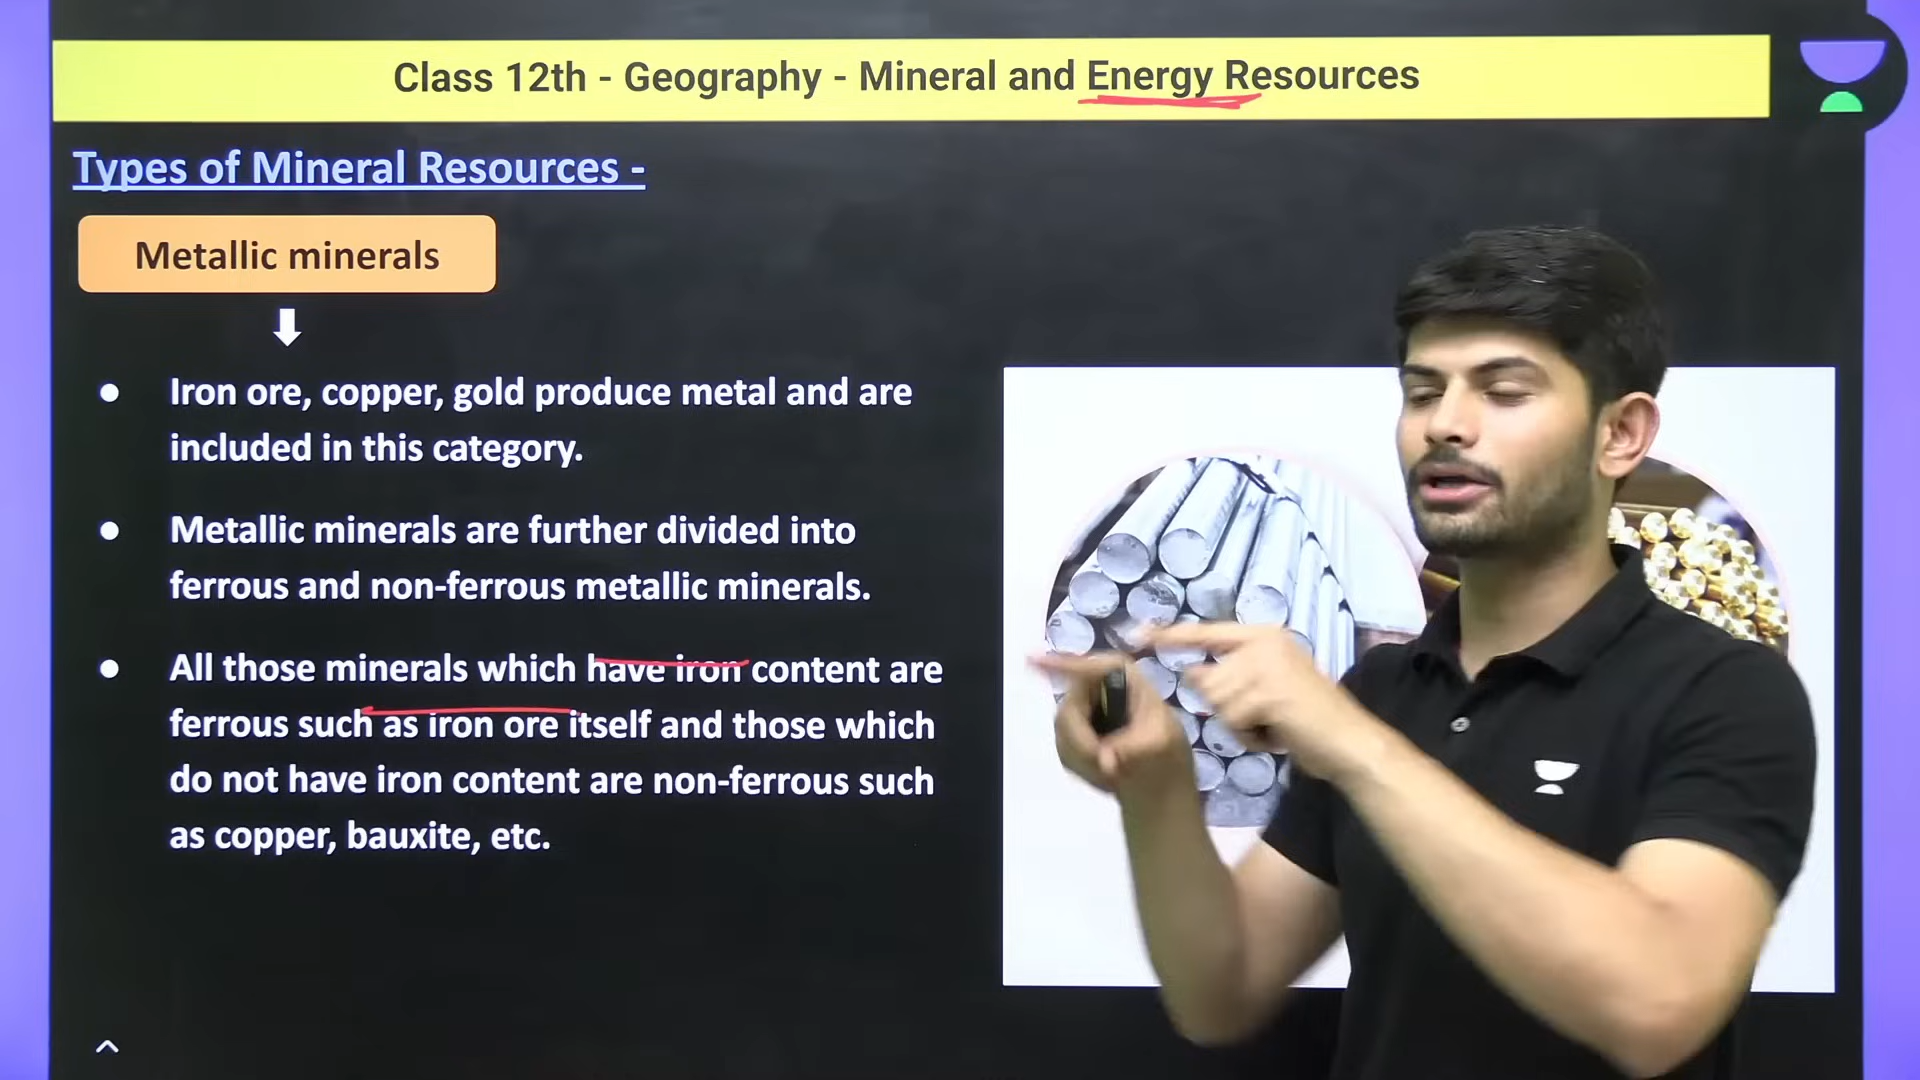 Class 12th - Geography - Mineral and Energy Resources
Types of Mineral Resources -
Metallic minerals
● Iron ore, copper, gold produce metal and are
included in this category.
● Metallic minerals are further divided into
ferrous and non-ferrous metallic minerals.
● All those minerals which have iron content are
ferrous such as iron ore itself and those which
do not have iron content are non-ferrous such
as copper, bauxite, etc.